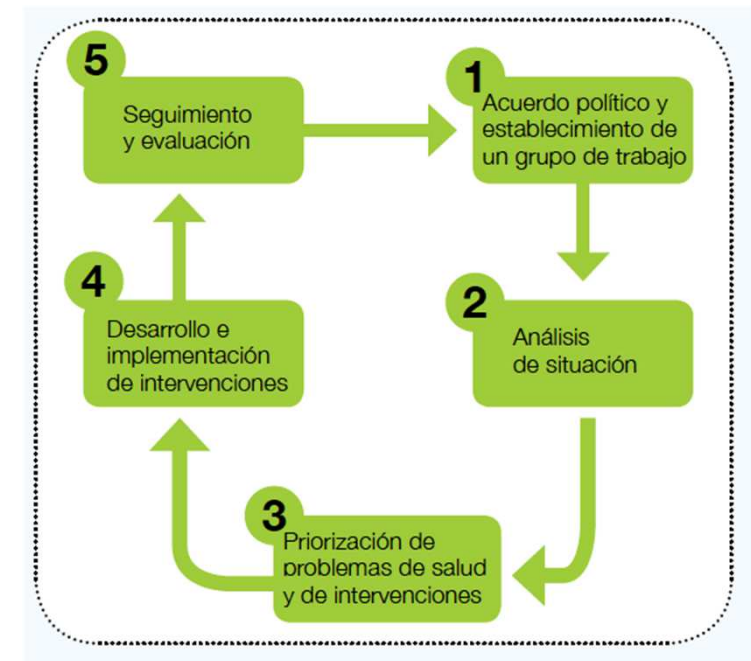 1
Acuerdo político y
establecimiento de
un grupo de trabajo
2
Análisis
de situación
3
Priorización de
problemas de salud
y de intervenciones
4
Desarrollo e
implementación
de intervenciones
5
Seguimiento
y evaluación